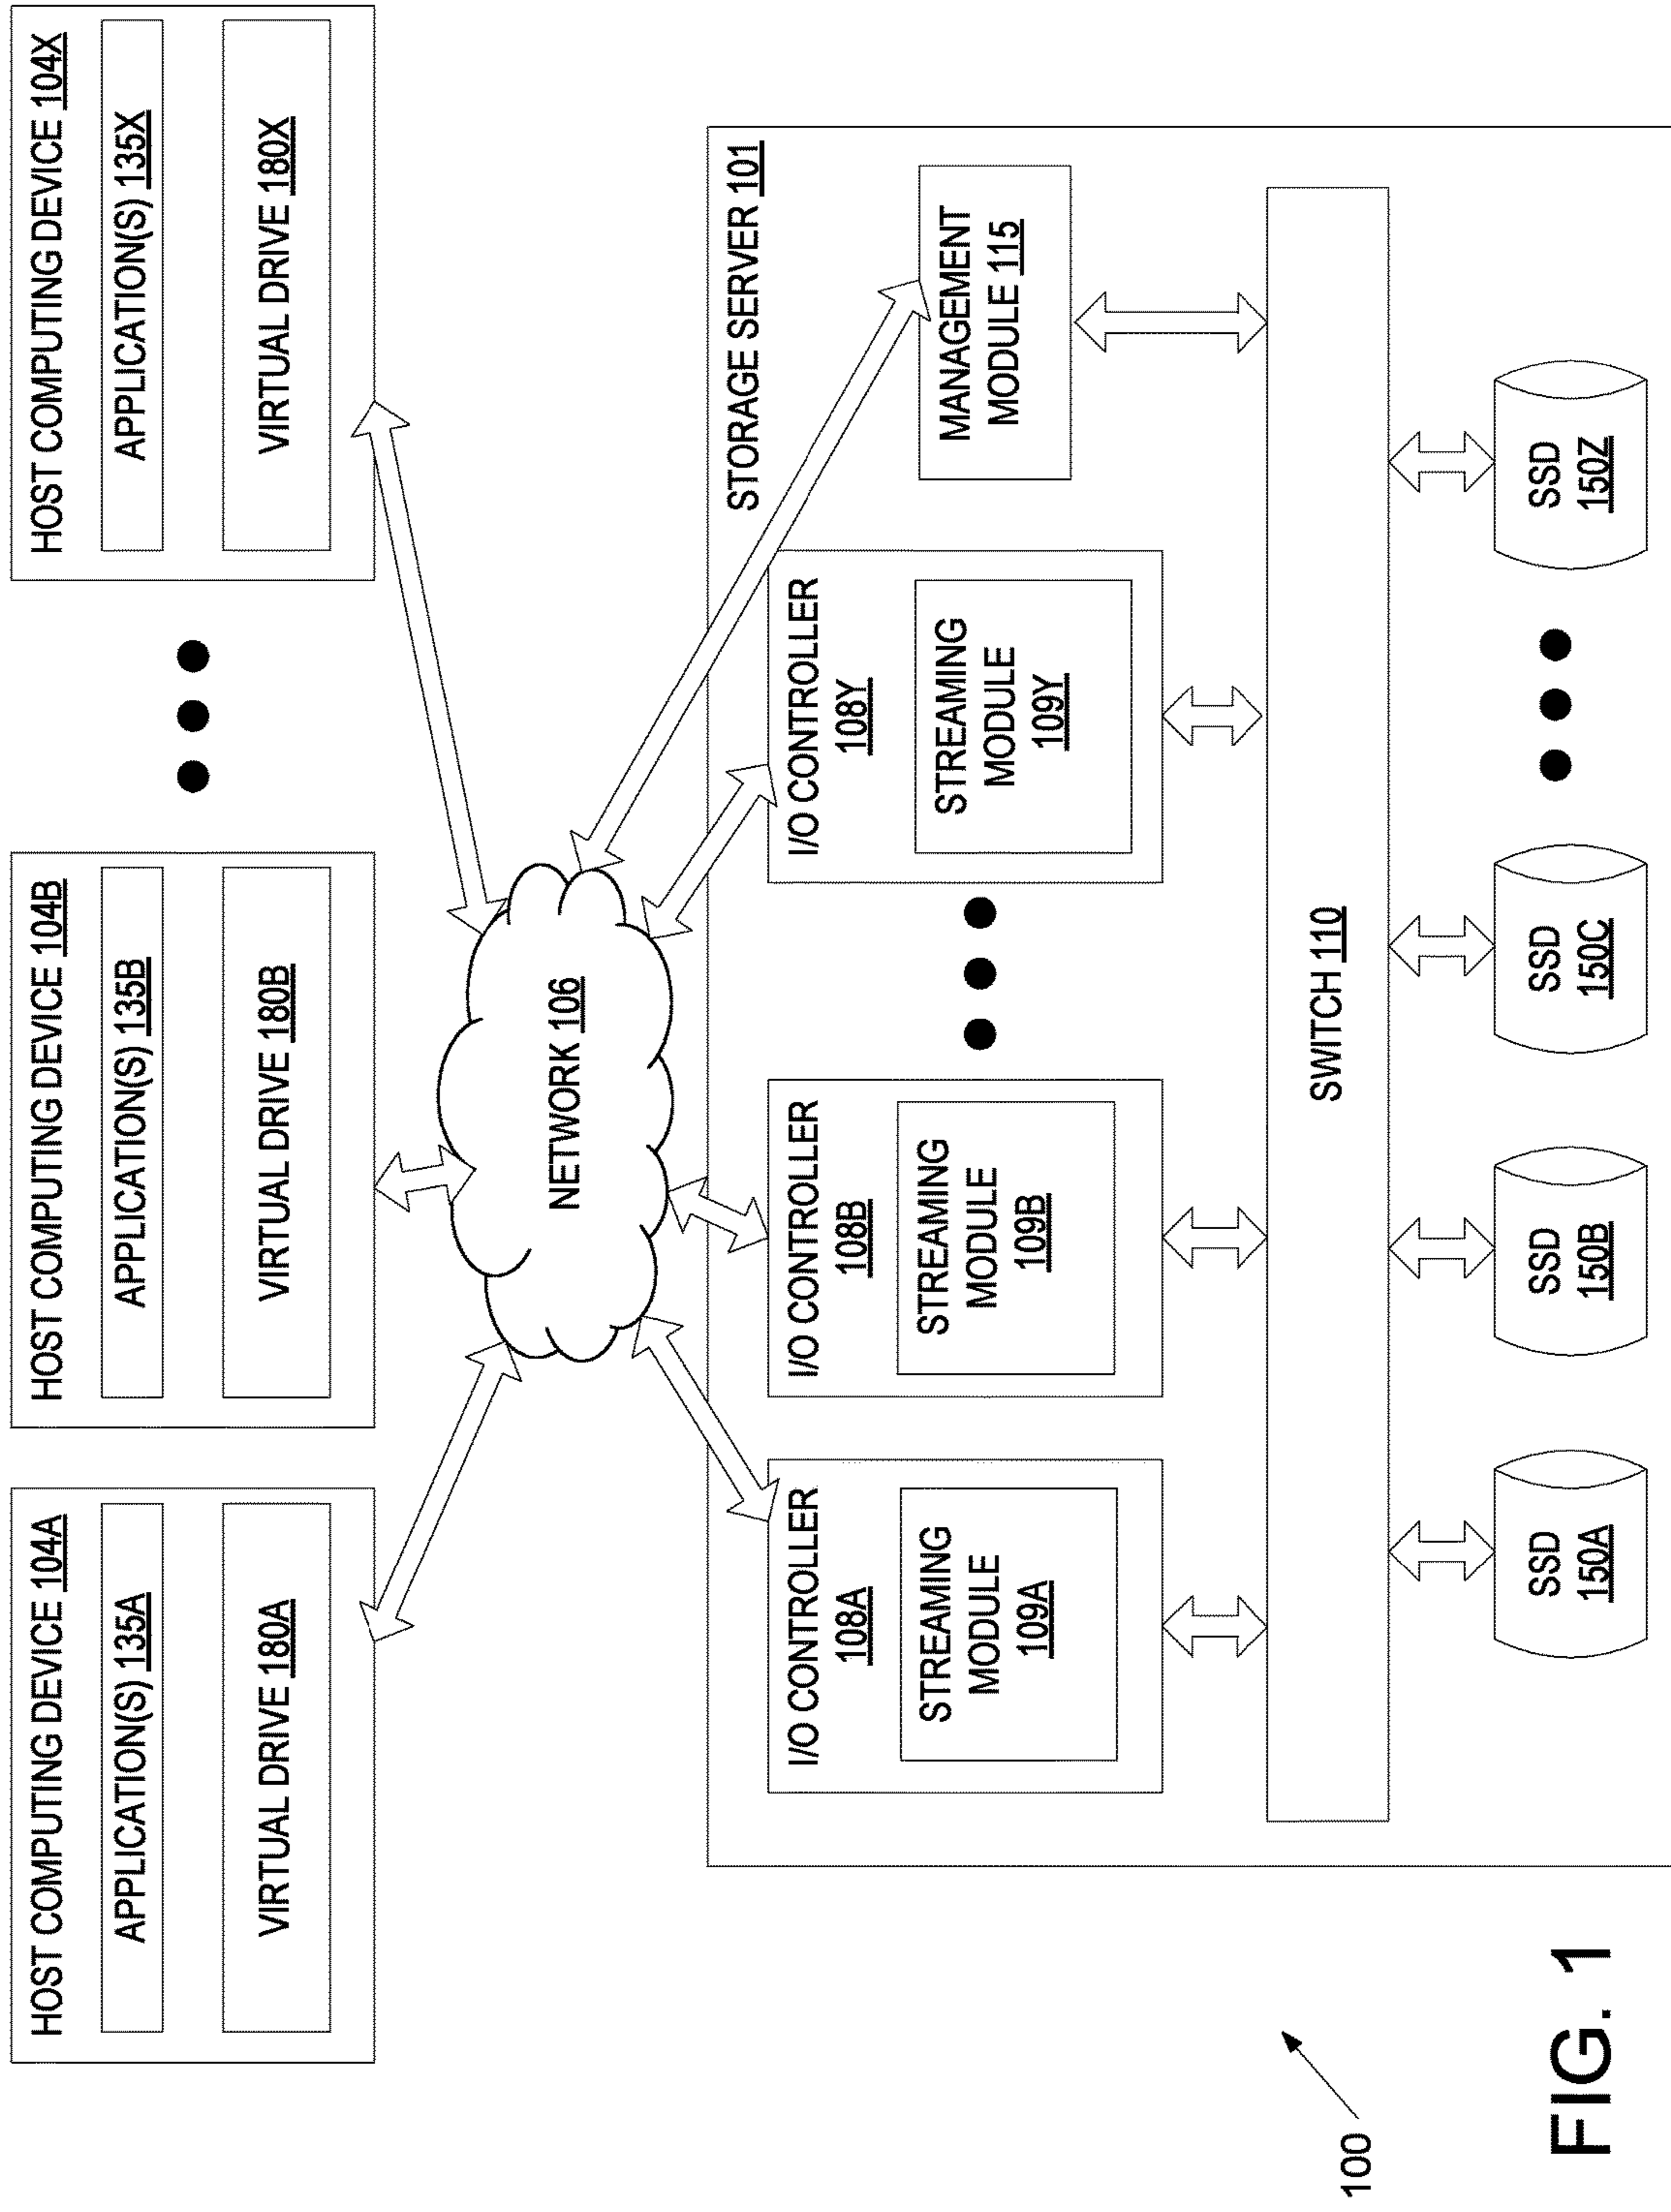 HOST COMPUTING DEVICE 104A
APPLICATION(S) 135A
VIRTUAL DRIVE 180A
HOST COMPUTING DEVICE 104B
APPLICATION(S) 135B
VIRTUAL DRIVE 180B
HOST COMPUTING DEVICE 104X
APPLICATION(S) 135X
VIRTUAL DRIVE 180X
NETWORK 106
STORAGE SERVER 101
I/O CONTROLLER
108A
STREAMING
MODULE
109A
I/O CONTROLLER
108B
STREAMING
MODULE
109B
I/O CONTROLLER
108Y
STREAMING
MODULE
109Y
MANAGEMENT
MODULE 115
SWITCH 110
SSD
150A
SSD
150B
SSD
150C
SSD
150Z
100
FIG. 1